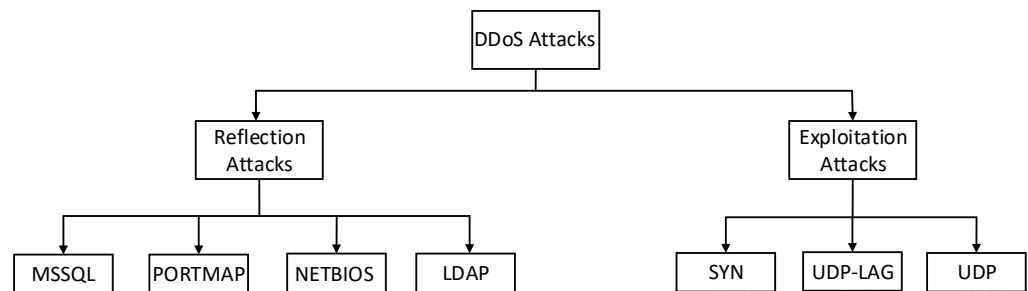 DDoS Attacks
Reflection
Attacks
Exploitation
Attacks
MSSQL
PORTMAP
NETBIOS
LDAP
SYN
UDP-LAG
UDP